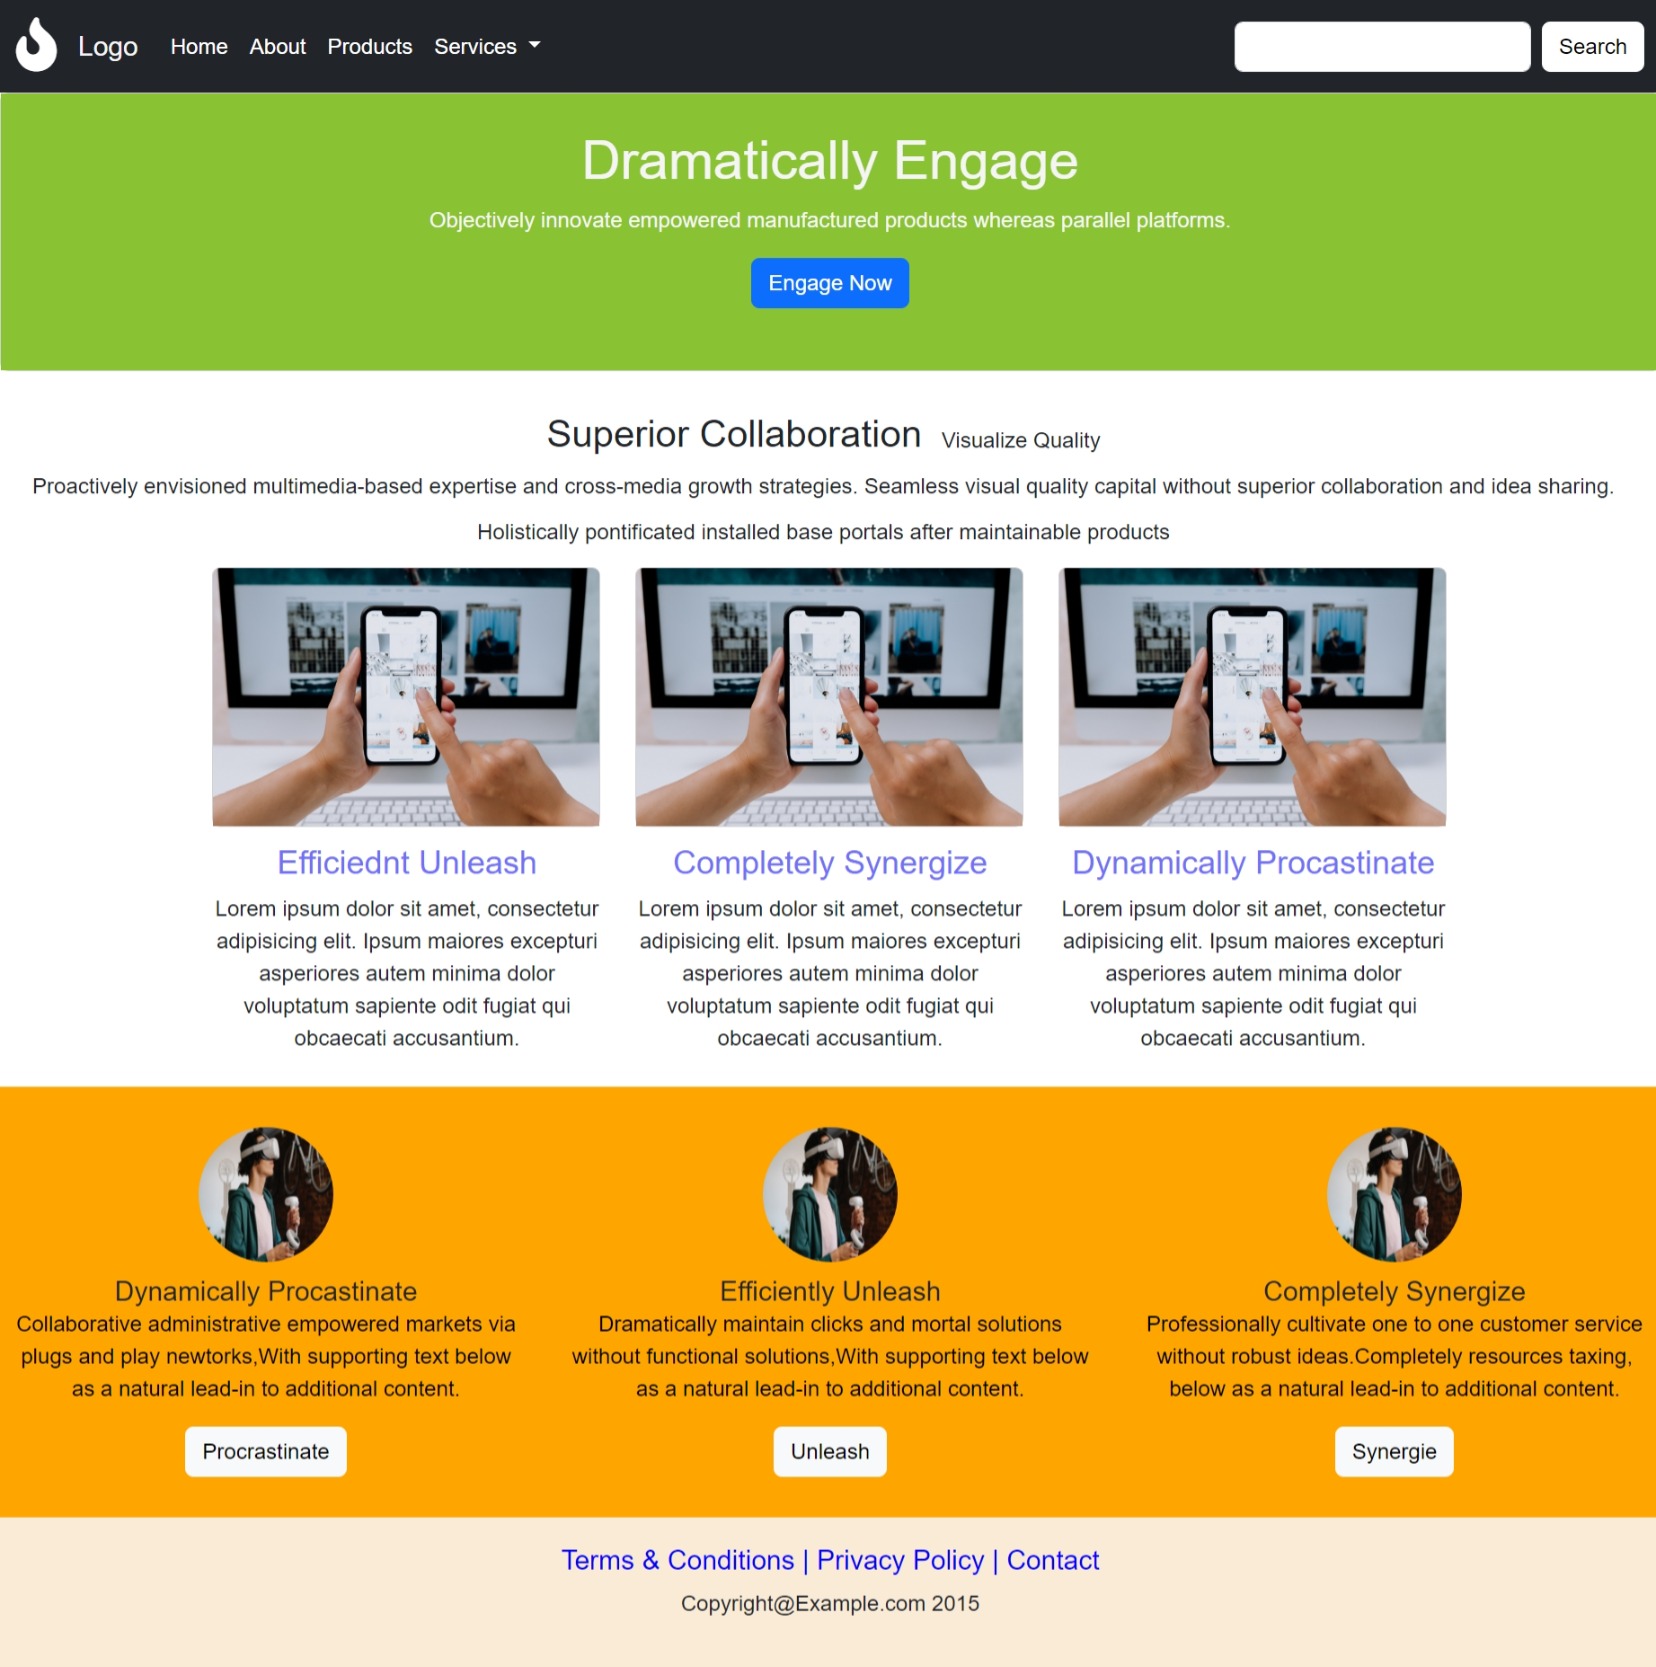 Logo Home About Products Services Search
Dramatically Engage
Objectively innovate empowered manufactured products whereas parallel platforms.
Engage Now
Superior Collaboration Visualize Quality
Proactively envisioned multimedia-based expertise and cross-media growth strategies. Seamless visual quality capital without superior collaboration and idea sharing.
Holistically pontificated installed base portals after maintainable products
Efficiednt Unleash
Lorem ipsum dolor sit amet, consectetur
adipisicing elit. Ipsum maiores excepturi
asperiores autem minima dolor
voluptatum sapiente odit fugiat qui
obcaecati accusantium.
Completely Synergize
Lorem ipsum dolor sit amet, consectetur
adipisicing elit. Ipsum maiores excepturi
asperiores autem minima dolor
voluptatum sapiente odit fugiat qui
obcaecati accusantium.
Dynamically Procastinate
Lorem ipsum dolor sit amet, consectetur
adipisicing elit. Ipsum maiores excepturi
asperiores autem minima dolor
voluptatum sapiente odit fugiat qui
obcaecati accusantium.
Dynamically Procastinate
Collaborative administrative empowered markets via
plugs and play newtorks,With supporting text below
as a natural lead-in to additional content.
Procrastinate
Efficiently Unleash
Dramatically maintain clicks and mortal solutions
without functional solutions,With supporting text below
as a natural lead-in to additional content.
Unleash
Completely Synergize
Professionally cultivate one to one customer service
without robust ideas.Completely resources taxing,
below as a natural lead-in to additional content.
Synergie
Terms & Conditions | Privacy Policy | Contact
Copyright@Example.com 2015